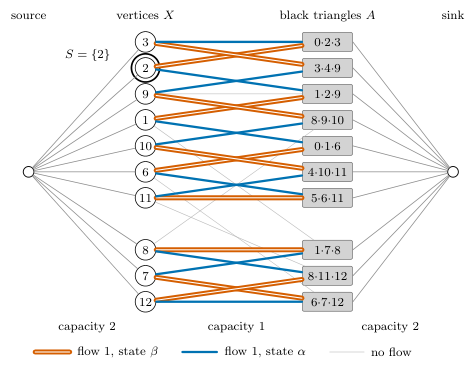 source vertices X black triangles A sink
S = {2}
3 0·2·3
2 3·4·9
9 1·2·9
1 8·9·10
10 0·1·6
6 4·10·11
11 5·6·11
8 1·7·8
7 8·11·12
12 6·7·12
capacity 2 capacity 1 capacity 2
flow 1, state β flow 1, state α no flow